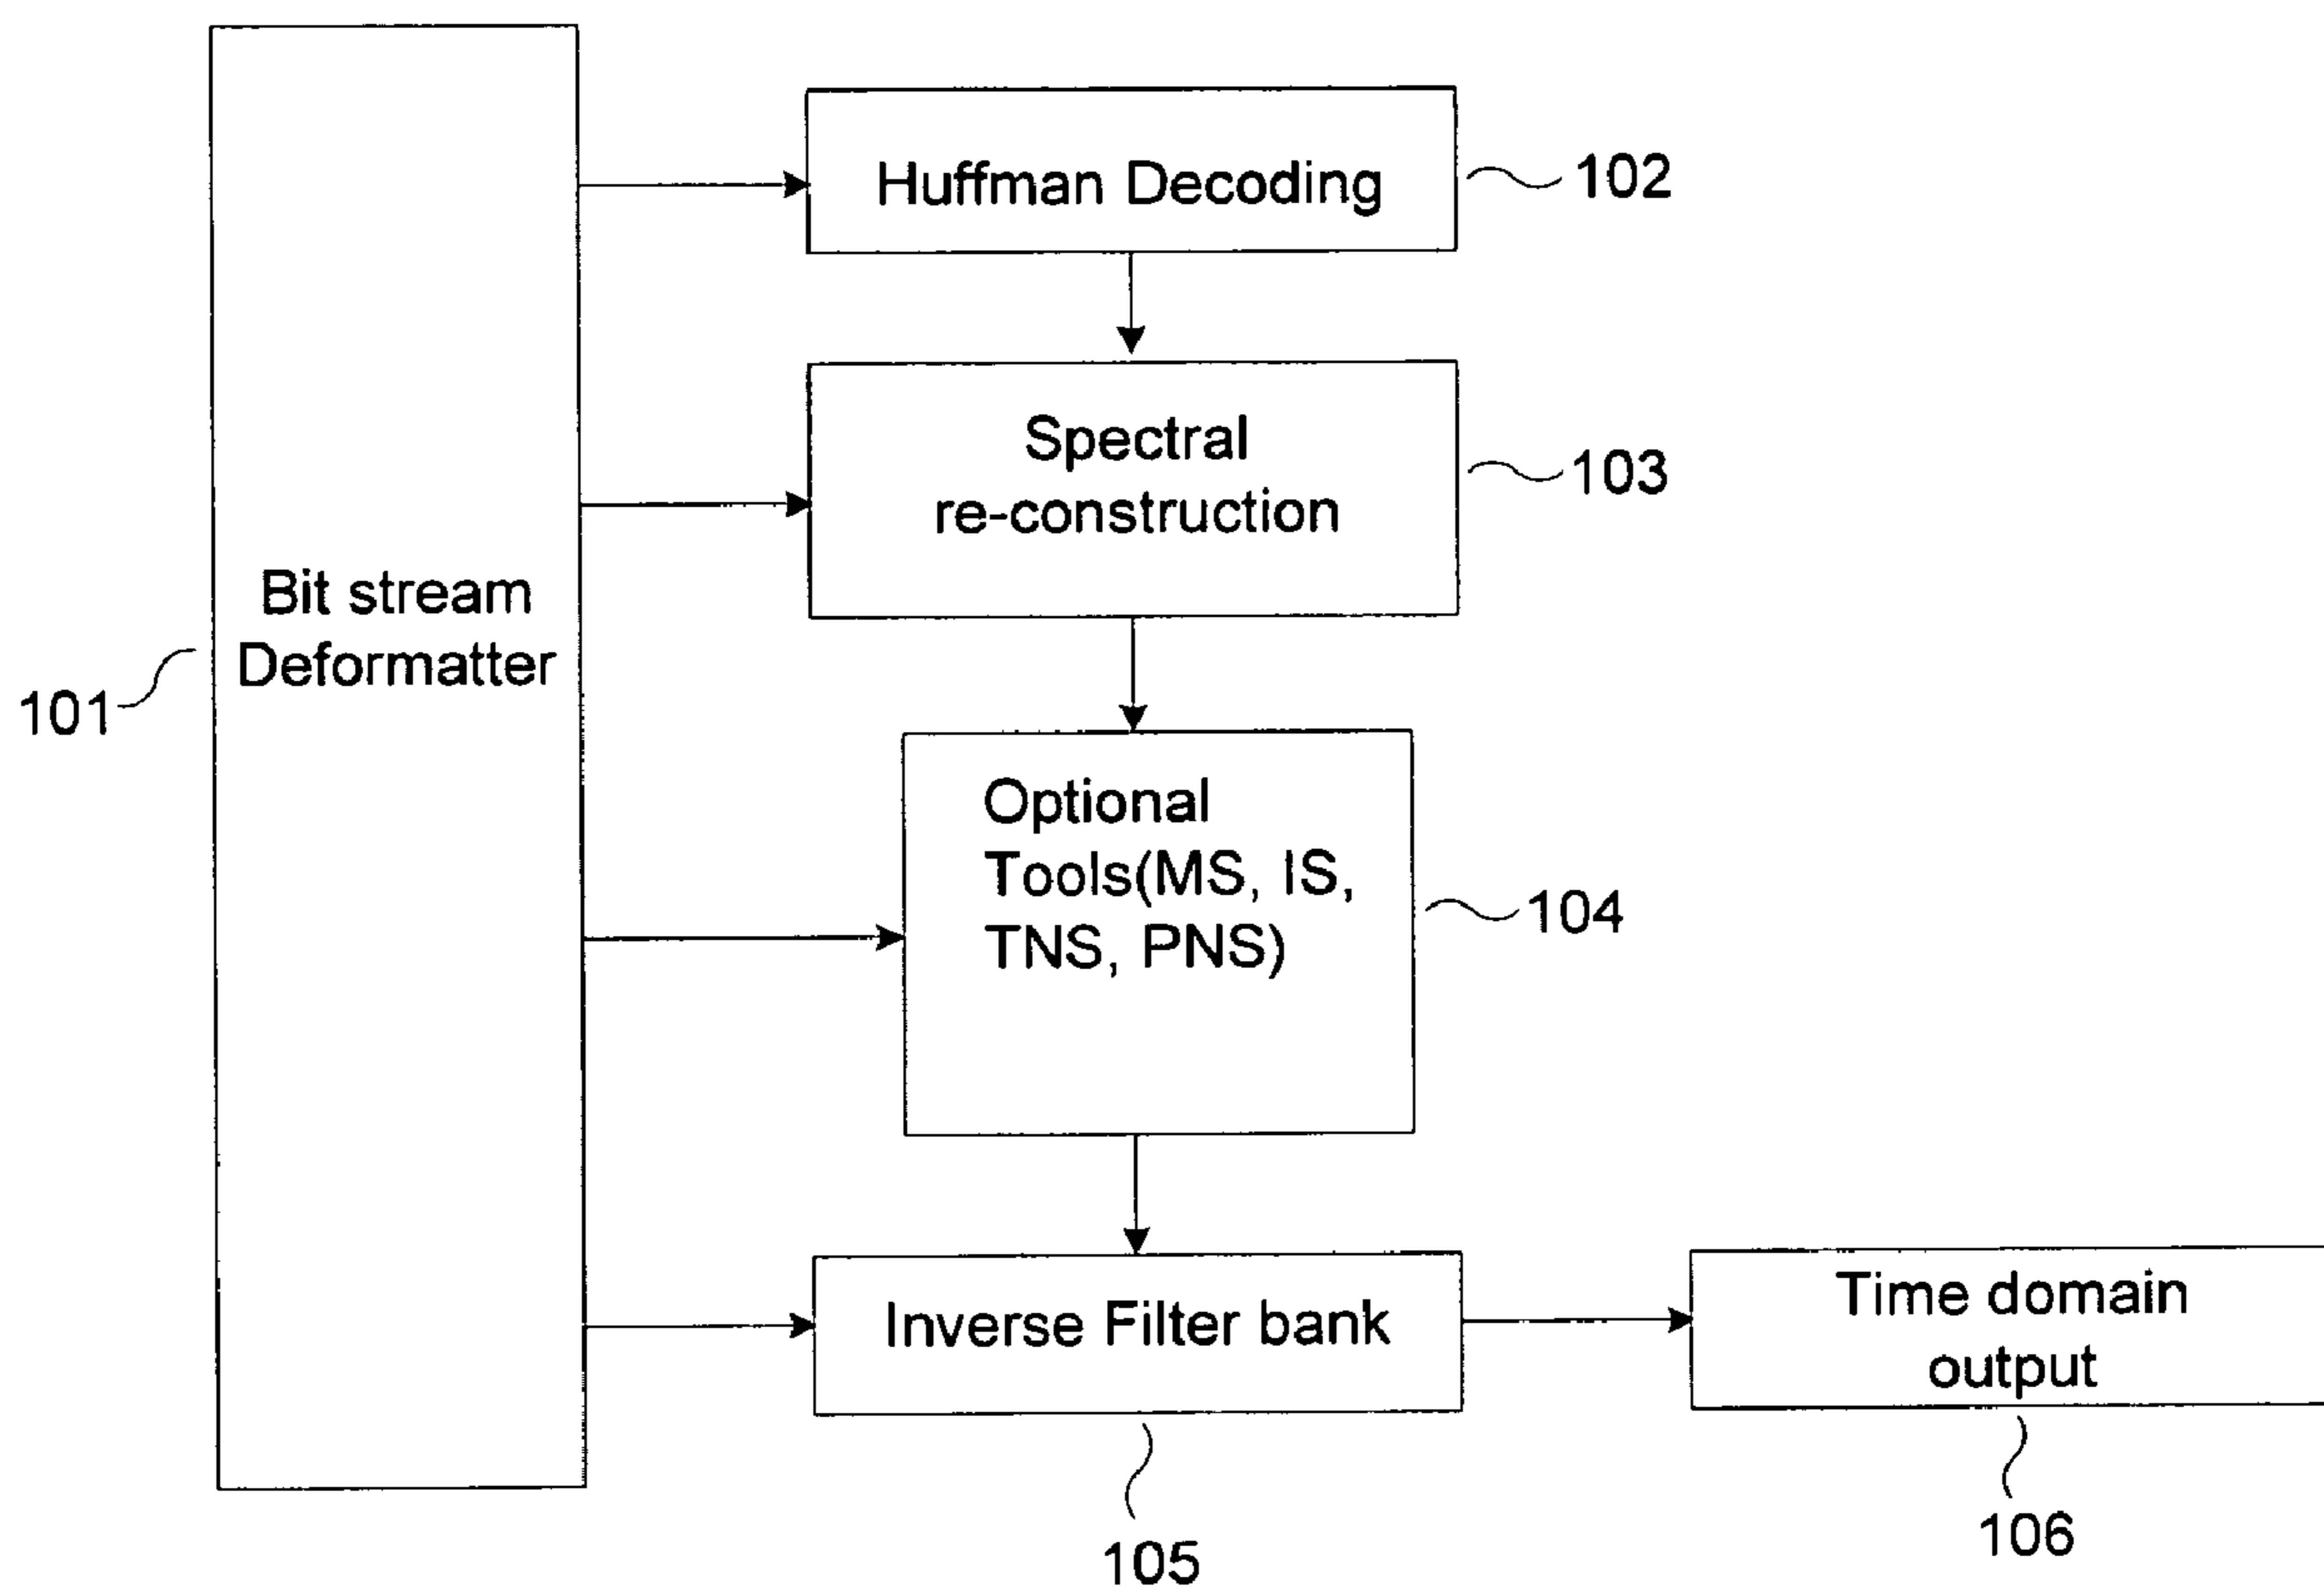 Huffman Decoding
102
Spectral
re-construction
103
Bit stream
Deformatter
101
Optional
Tools(MS, IS,
TNS, PNS)
104
Inverse Filter bank
105
Time domain
output
106